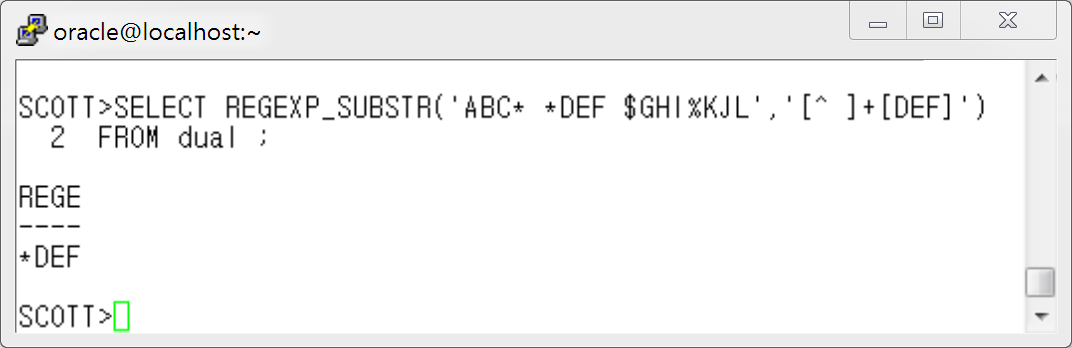 oracle@localhost:~
SCOTT>SELECT REGEXP_SUBSTR('ABC* *DEF $GHI%KJL','[^ ]+[DEF]')
  2  FROM dual ;
REGE
----
*DEF
SCOTT>